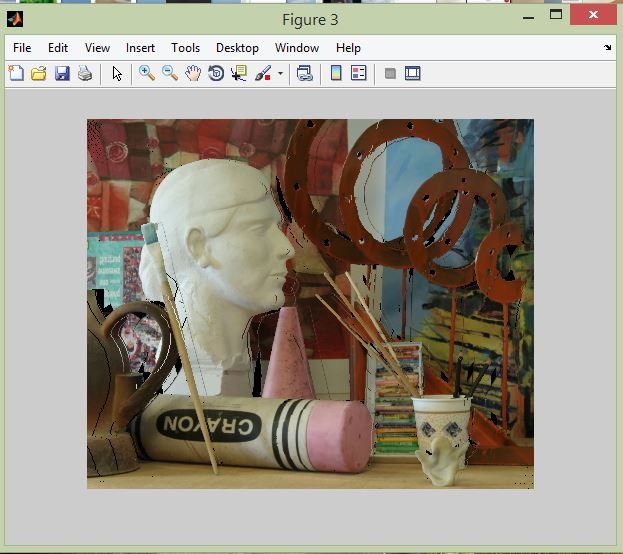 Figure 3
File Edit View Insert Tools Desktop Window Help
CRAYON